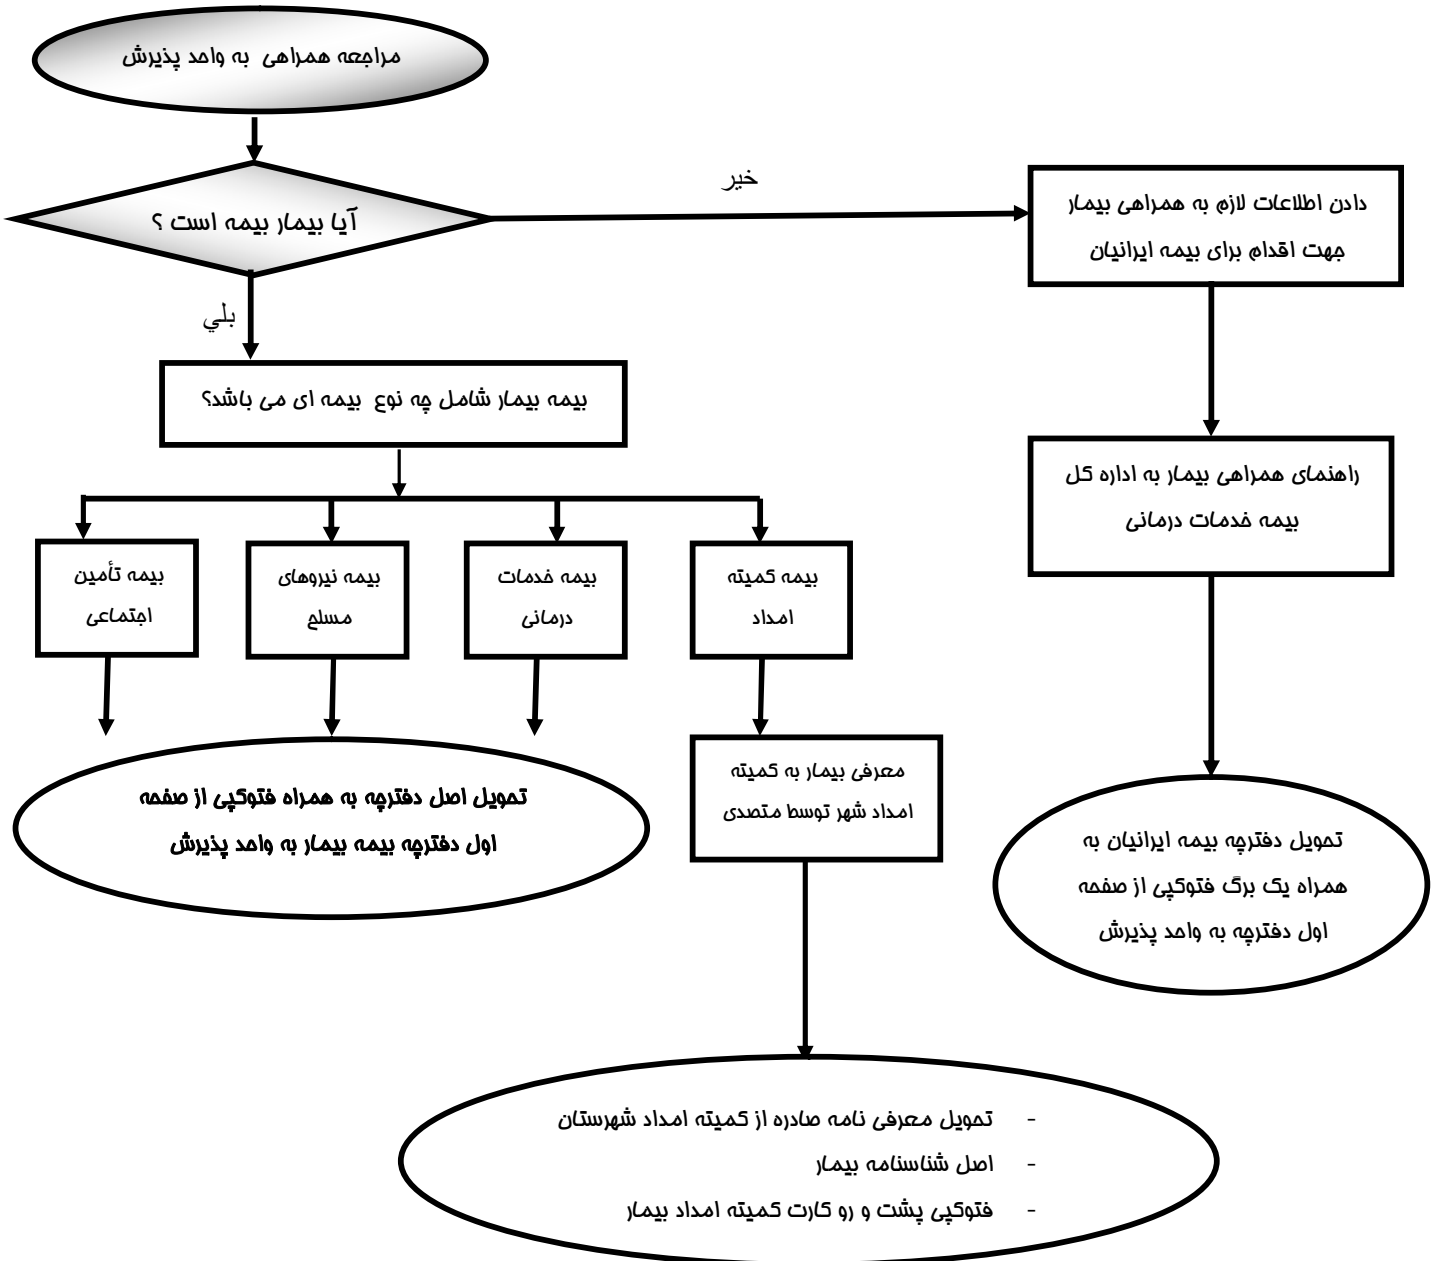 مراجعه همراهی به واحد پذیرش
آیا بیمار بیمه است ؟
خیر
بلي
دادن اطلاعات لازم به همراهی بیمار
جهت اقدام برای بیمه ایرانیان
بیمه بیمار شامل چه نوع بیمه ای می باشد؟
راهنمای همراهی بیمار به اداره کل
بیمه خدمات درمانی
بیمه کمیته
امداد
بیمه خدمات
درمانی
بیمه نیروهای
مسلح
بیمه تأمین
اجتماعی
معرفی بیمار به کمیته
امداد شهر توسط متصدی
تحویل اصل دفترچه به همراه فتوکپی از صفحه
اول دفترچه بیمه بیمار به واحد پذیرش
تحویل دفترچه بیمه ایرانیان به
همراه یک برگ فتوکپی از صفحه
اول دفترچه به واحد پذیرش
- تحویل معرفی نامه صادره از کمیته امداد شهرستان
- اصل شناسنامه بیمار
- فتوکپی پشت و رو کارت کمیته امداد بیمار